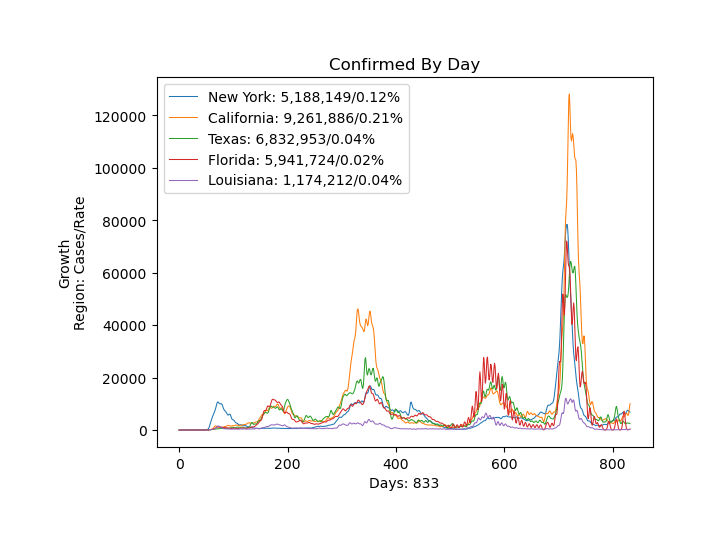 Confirmed By Day
New York: 5,188,149/0.12%
California: 9,261,886/0.21%
Texas: 6,832,953/0.04%
Florida: 5,941,724/0.02%
Louisiana: 1,174,212/0.04%
120000
100000
80000
60000
40000
20000
0
Growth
Region: Cases/Rate
0 200 400 600 800
Days: 833